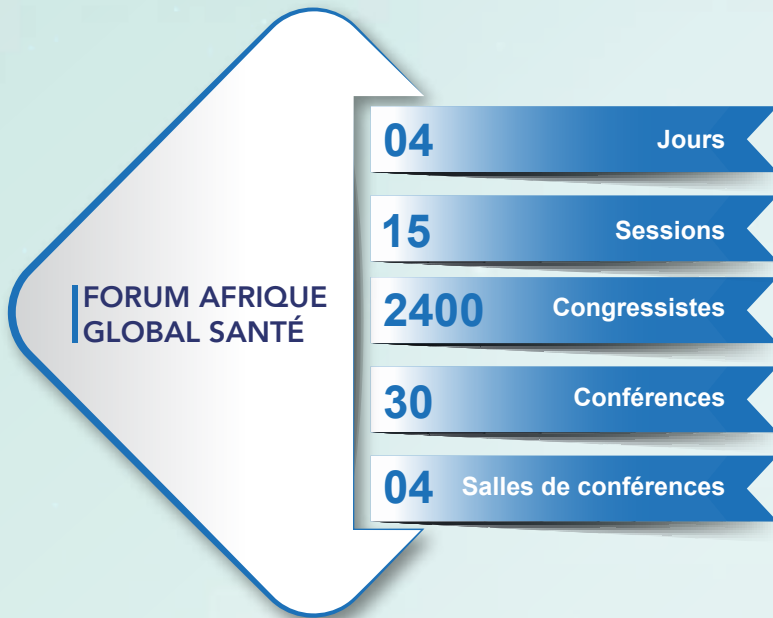 FORUM AFRIQUE
GLOBAL SANTÉ
04 Jours
15 Sessions
2400 Congressistes
30 Conférences
04 Salles de conférences